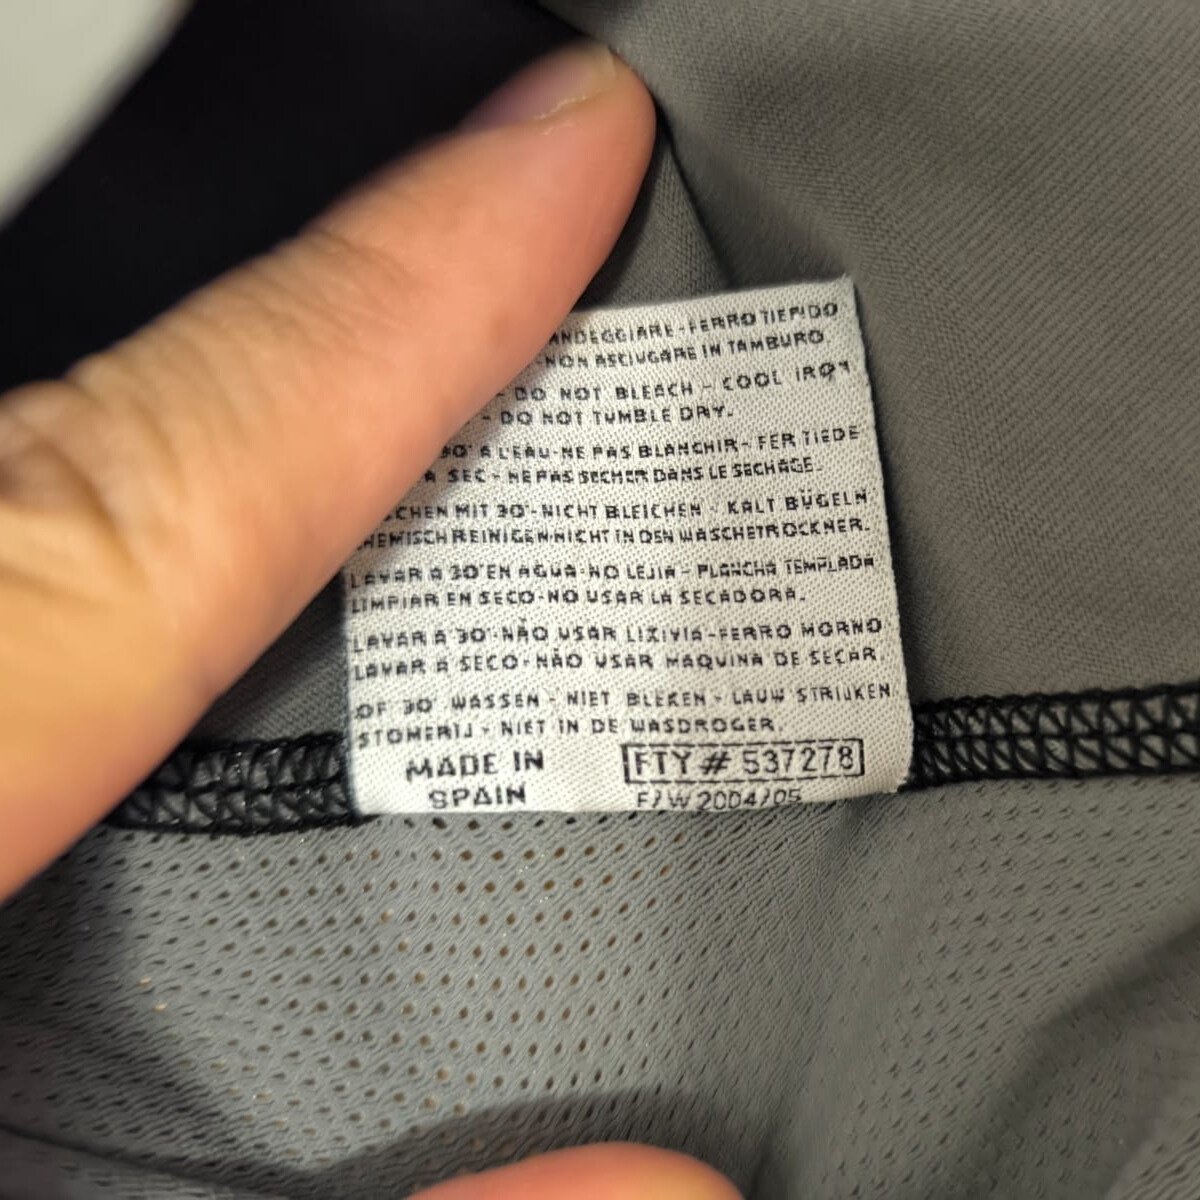 ANDEGGIARE-FERRO TIEPIDO
-NON ASCIUGARE IN TAMBURO.
- DO NOT BLEACH - COOL IRON
- DO NOT TUMBLE DRY.
30° A L'EAU-NE PAS BLANCHIR- FER TIEDE
A SEC - NE PAS SECHER DANS LE SECHAGE.
SCHEN MIT 30°-NICHT BLEICHEN - KALT BÜGELN
HEMISCH REINIGEN-NICHT IN DEN WASCHETROCKNER.
LAVAR A 30°EN AGUA-NO LEJIA - PLANCHA TEMPLADA
LIMPIAR EN SECO-NO USAR LA SECADORA.
LAVAR A 30°-NÃO USAR LIXIVIA-FERRO MORNO
LAVAR A SECO-NÃO USAR MAQUINA DE SECAR.
OF 30° WASSEN - NIET BLEKEN - LAUW STRIJKEN
STOMERIJ - NIET IN DE WASDROGER.
MADE IN FTY # 537278
SPAIN F/W 2004/05